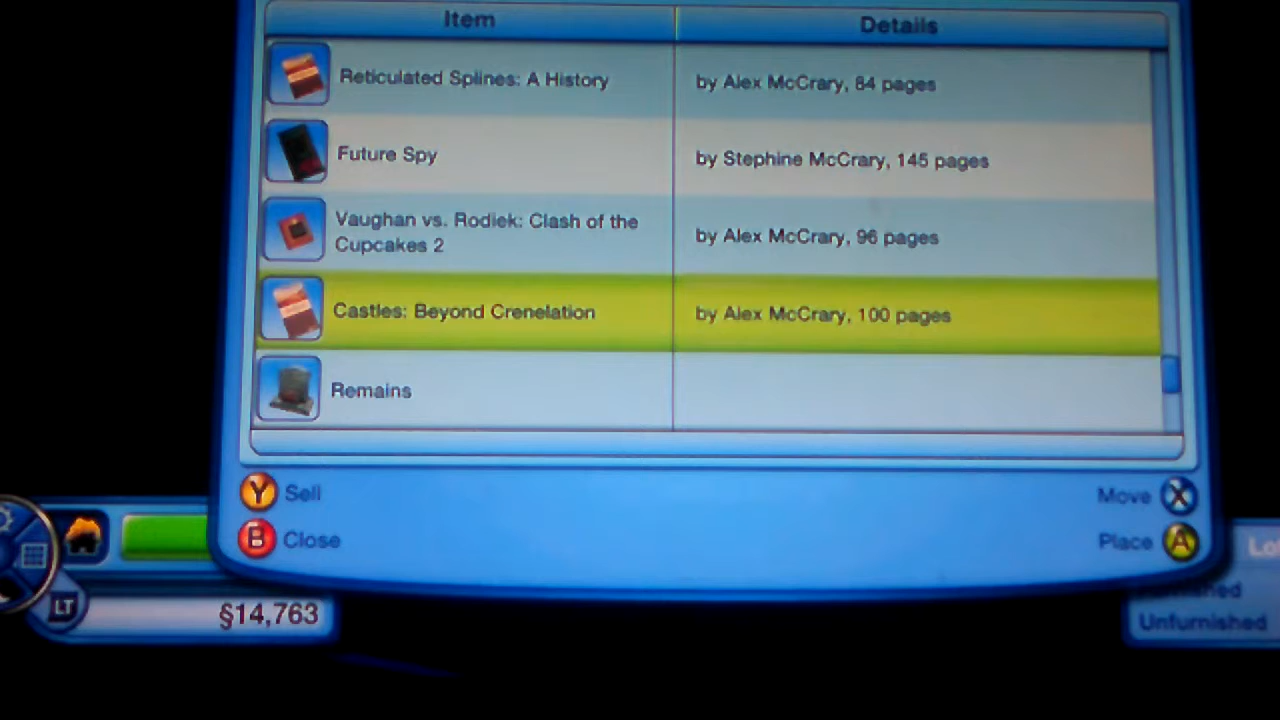 Item Details
Reticulated Splines: A History by Alex McCrary, 84 pages
Future Spy by Stephine McCrary, 145 pages
Vaughan vs. Rodiek: Clash of the
Cupcakes 2 by Alex McCrary, 96 pages
Castles: Beyond Crenelation by Alex McCrary, 100 pages
Remains
Y Sell Move X
B Close Place A
LT §14,763
Unfurnished